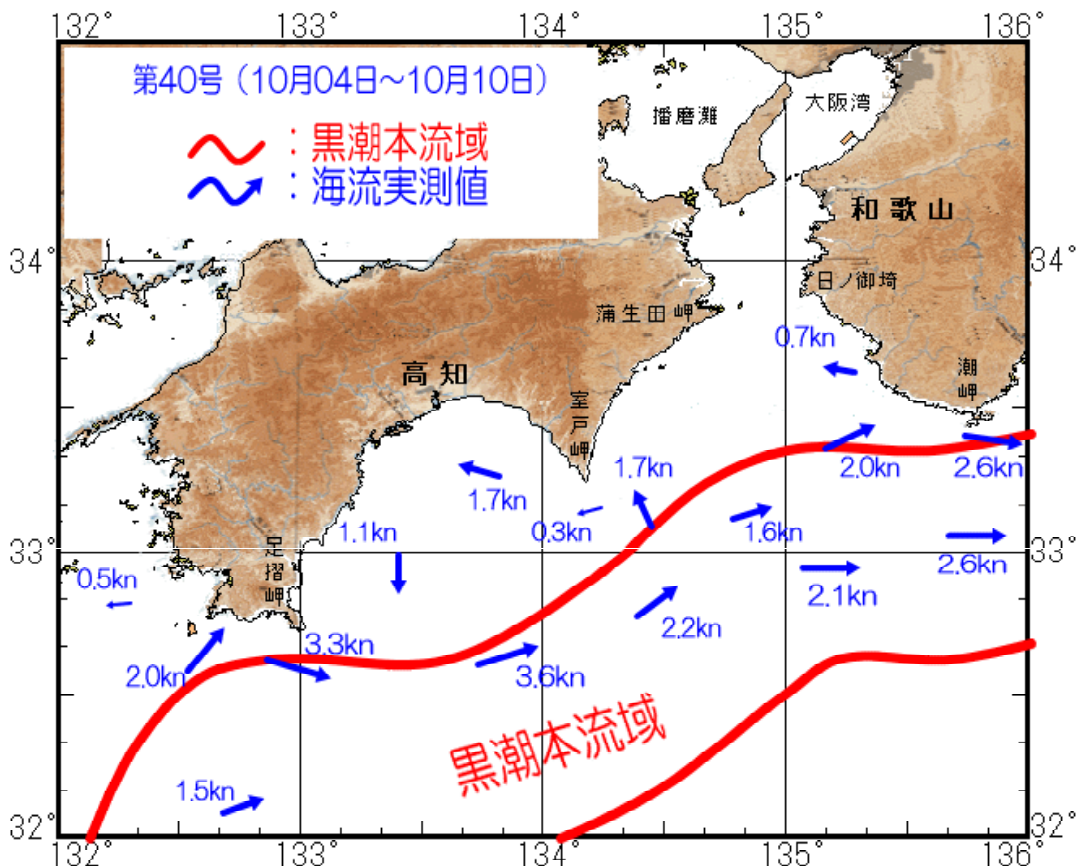 132° 133° 134° 135° 136°
第40号（10月04日～10月10日）
：黒潮本流域
：海流実測値
播磨灘
大阪湾
和歌山
34° 34°
日ノ御埼
蒲生田岬
0.7kn
高知
潮岬
室戸岬
1.7kn
1.7kn
2.0kn
2.6kn
1.1kn
0.3kn
1.6kn
33° 33°
足摺岬
2.6kn
0.5kn
2.1kn
2.2kn
3.3kn
2.0kn
3.6kn
黒潮本流域
1.5kn
32° 32°
132° 133° 134° 135° 136°